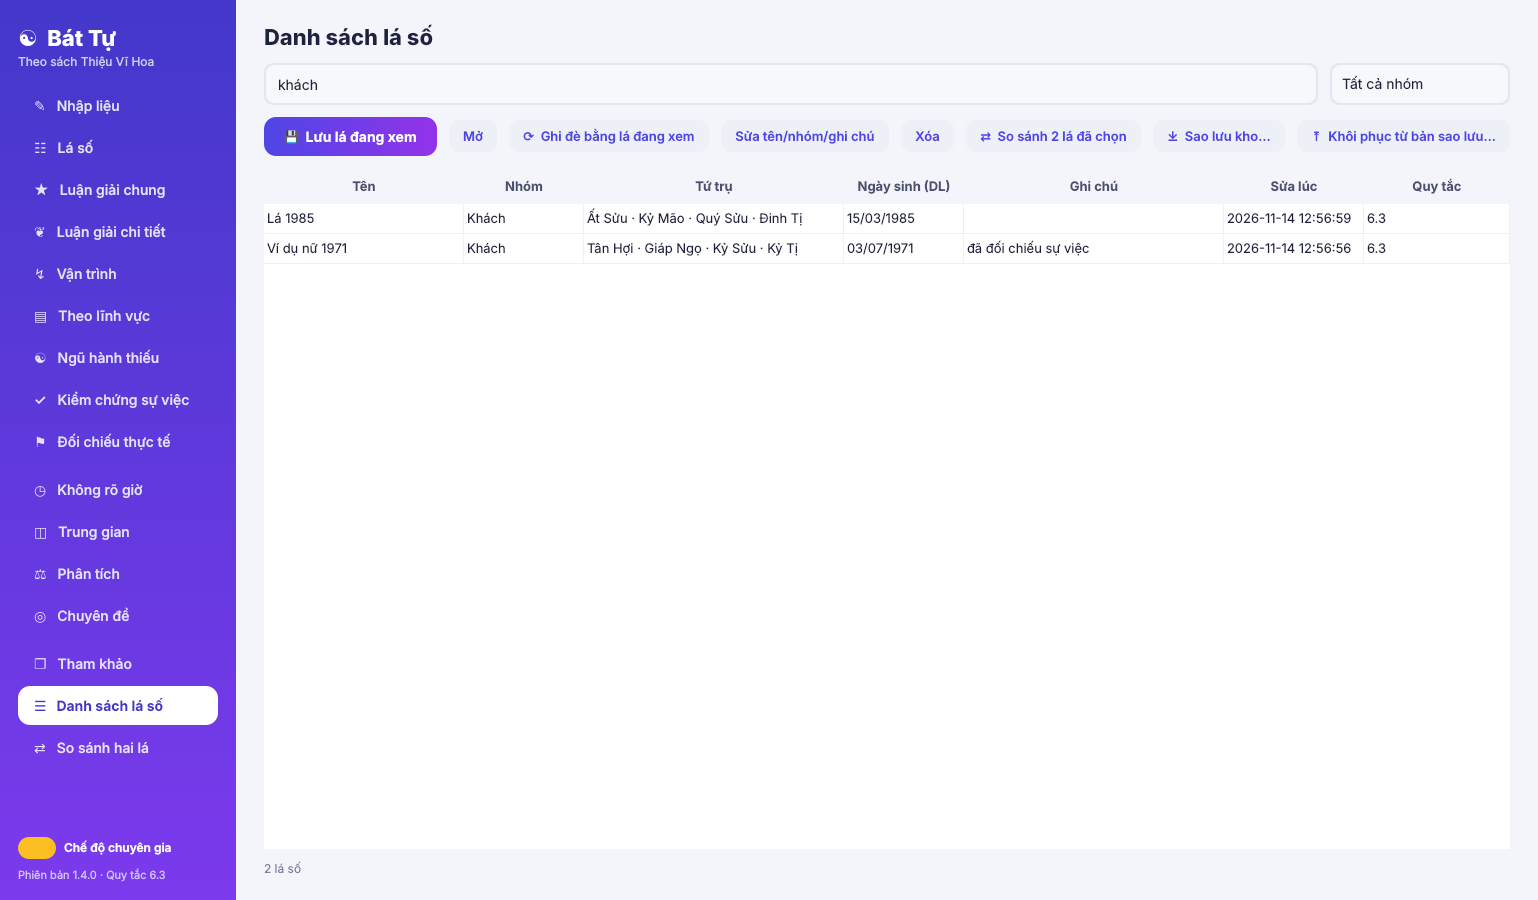 ☯ Bát Tự
Theo sách Thiệu Vĩ Hoa
Nhập liệu
Lá số
Luận giải chung
Luận giải chi tiết
Vận trình
Theo lĩnh vực
Ngũ hành thiếu
Kiểm chứng sự việc
Đối chiếu thực tế
Không rõ giờ
Trung gian
Phân tích
Chuyên đề
Tham khảo
Danh sách lá số
So sánh hai lá
Chế độ chuyên gia
Phiên bản 1.4.0 · Quy tắc 6.3
Danh sách lá số
khách Tất cả nhóm
Lưu lá đang xem Mở Ghi đè bằng lá đang xem Sửa tên/nhóm/ghi chú Xóa So sánh 2 lá đã chọn Sao lưu kho... Khôi phục từ bản sao lưu...
Tên Nhóm Tứ trụ Ngày sinh (DL) Ghi chú Sửa lúc Quy tắc
Lá 1985 Khách Ất Sửu · Kỷ Mão · Quý Sửu · Đinh Tị 15/03/1985 2026-11-14 12:56:59 6.3
Ví dụ nữ 1971 Khách Tân Hợi · Giáp Ngọ · Kỷ Sửu · Kỷ Tị 03/07/1971 đã đối chiếu sự việc 2026-11-14 12:56:56 6.3
2 lá số